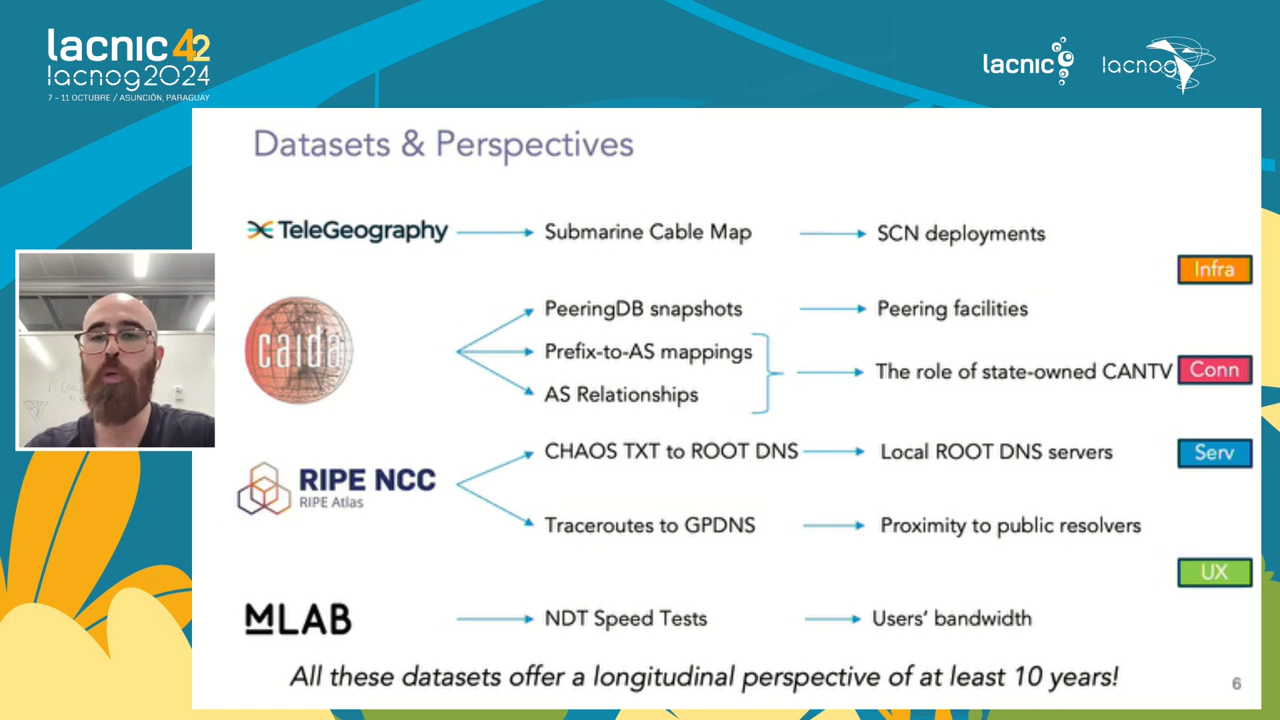 lacnic 42
lacnog2024
7 - 11 OCTUBRE / ASUNCIÓN, PARAGUAY
lacnic
lacnog
Datasets & Perspectives
TeleGeography
Submarine Cable Map
SCN deployments
Infra
caida
PeeringDB snapshots
Peering facilities
Prefix-to-AS mappings
The role of state-owned CANTV
Conn
AS Relationships
RIPE NCC
RIPE Atlas
CHAOS TXT to ROOT DNS
Local ROOT DNS servers
Serv
Traceroutes to GPDNS
Proximity to public resolvers
UX
MLAB
NDT Speed Tests
Users' bandwidth
All these datasets offer a longitudinal perspective of at least 10 years!
6